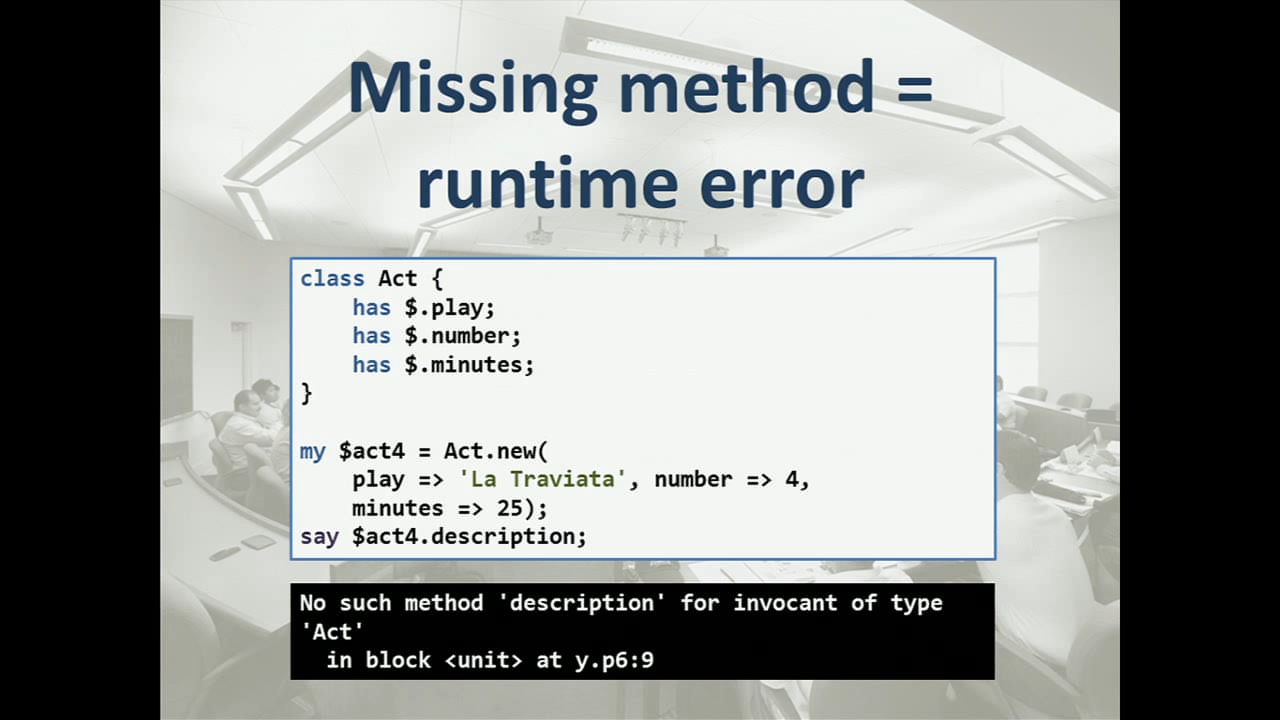 Missing method =
runtime error
class Act {
    has $.play;
    has $.number;
    has $.minutes;
}
my $act4 = Act.new(
    play => 'La Traviata', number => 4,
    minutes => 25);
say $act4.description;
No such method 'description' for invocant of type
'Act'
  in block <unit> at y.p6:9